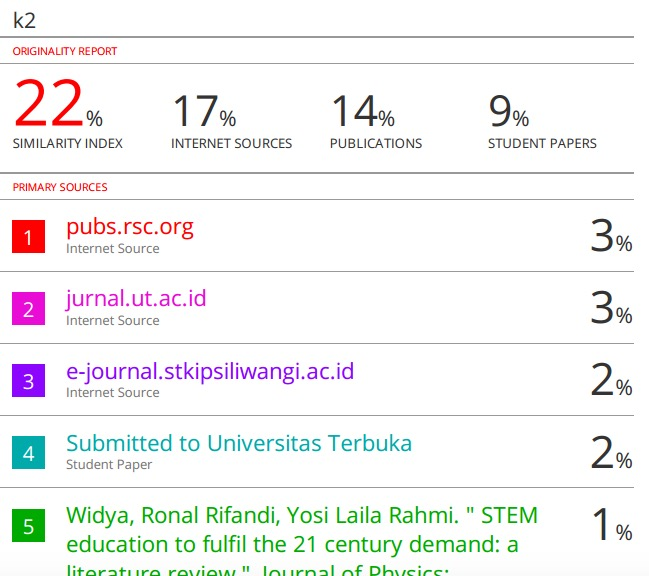 k2
ORIGINALITY REPORT
22%
SIMILARITY INDEX
17%
INTERNET SOURCES
14%
PUBLICATIONS
9%
STUDENT PAPERS
PRIMARY SOURCES
1
pubs.rsc.org
Internet Source
3%
2
jurnal.ut.ac.id
Internet Source
3%
3
e-journal.stkipsiliwangi.ac.id
Internet Source
2%
4
Submitted to Universitas Terbuka
Student Paper
2%
5
Widya, Ronal Rifandi, Yosi Laila Rahmi. " STEM
education to fulfil the 21 century demand: a
literature review ", Journal of Physics:
1%